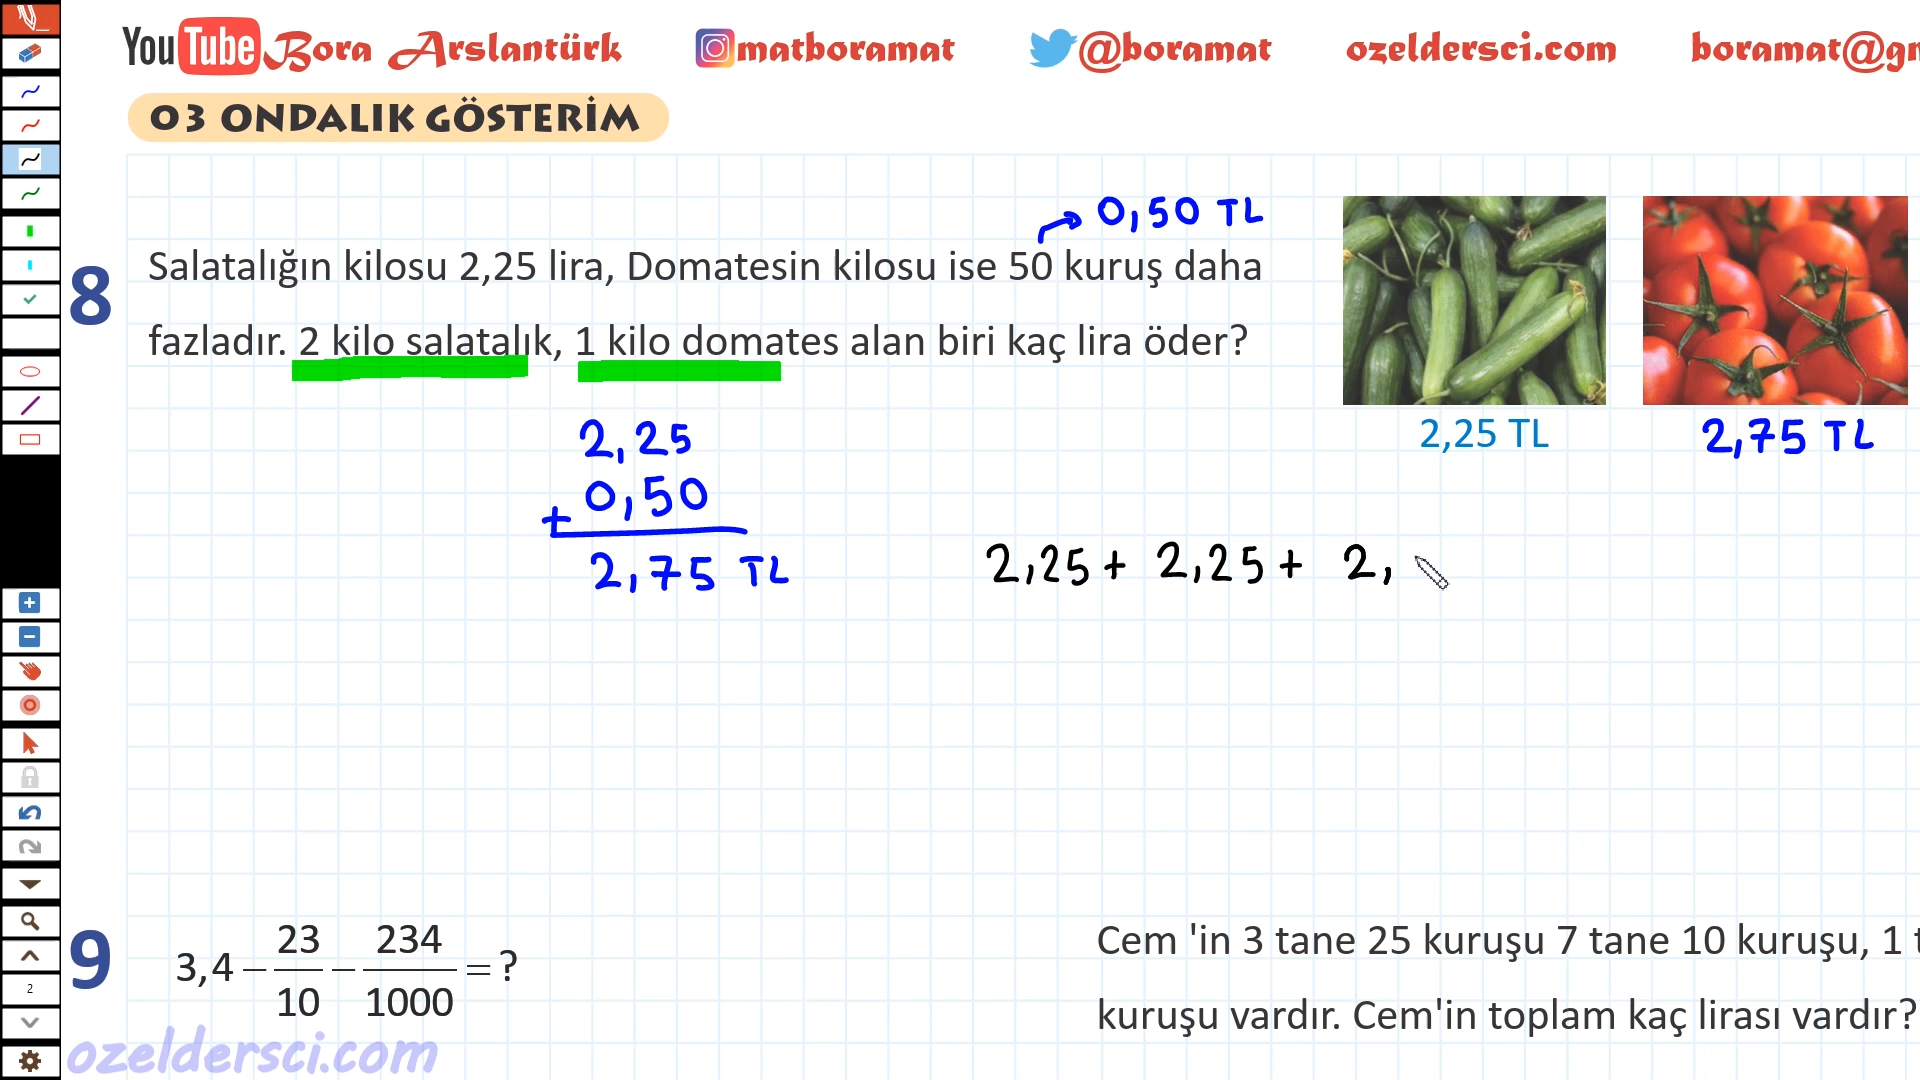 YouTube Bora Arslantürk matboramat @boramat ozeldersci.com boramat@gm
03 ONDALIK GÖSTERİM
0,50 TL
8 Salatalığın kilosu 2,25 lira, Domatesin kilosu ise 50 kuruş daha
fazladır. 2 kilo salatalık, 1 kilo domates alan biri kaç lira öder?
2,25 TL 2,75 TL
2,25
+ 0,50
2,75 TL
2,25 + 2,25 + 2,
9 3,4 - 23/10 - 234/1000 = ?
Cem 'in 3 tane 25 kuruşu 7 tane 10 kuruşu, 1 t
kuruşu vardır. Cem'in toplam kaç lirası vardır?
2
ozeldersci.com